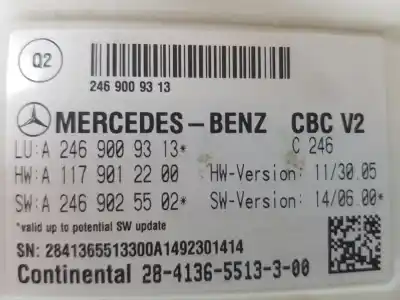 Q2
246 900 93 13
MERCEDES-BENZ CBC V2
LU:A 246 900 93 13* C 246
HW:A 117 901 22 00 HW-Version: 11/30.05
SW:A 246 902 55 02* SW-Version: 14/06.00*
*valid up to potential SW update
SN: 2841365513300A1492301414
Continental 28-4136-5513-3-00